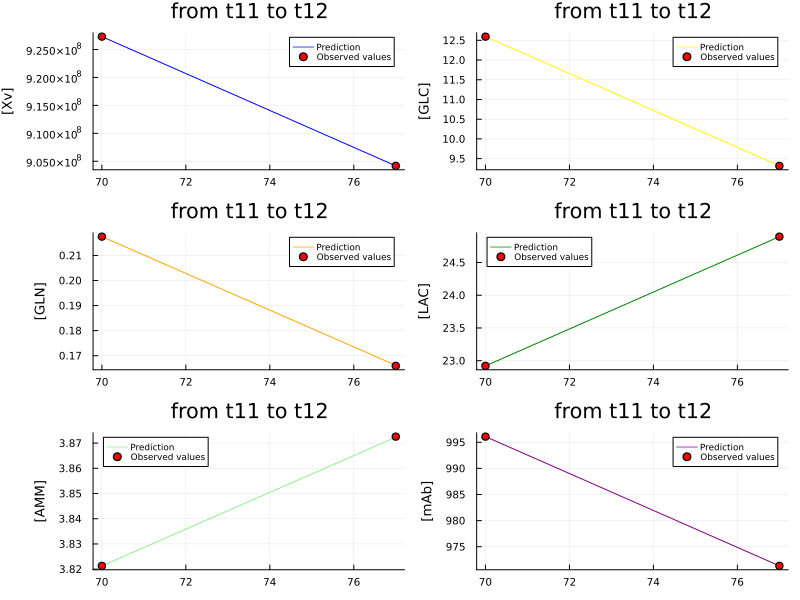 from t11 to t12
[Xv]
9.250×10⁸
9.200×10⁸
9.150×10⁸
9.100×10⁸
9.050×10⁸
Prediction
Observed values
70 72 74 76
from t11 to t12
[GLC]
12.5
12.0
11.5
11.0
10.5
10.0
9.5
Prediction
Observed values
70 72 74 76
from t11 to t12
[GLN]
0.21
0.20
0.19
0.18
0.17
Prediction
Observed values
70 72 74 76
from t11 to t12
[LAC]
24.5
24.0
23.5
23.0
Prediction
Observed values
70 72 74 76
from t11 to t12
[AMM]
3.87
3.86
3.85
3.84
3.83
3.82
Prediction
Observed values
70 72 74 76
from t11 to t12
[mAb]
995
990
985
980
975
Prediction
Observed values
70 72 74 76